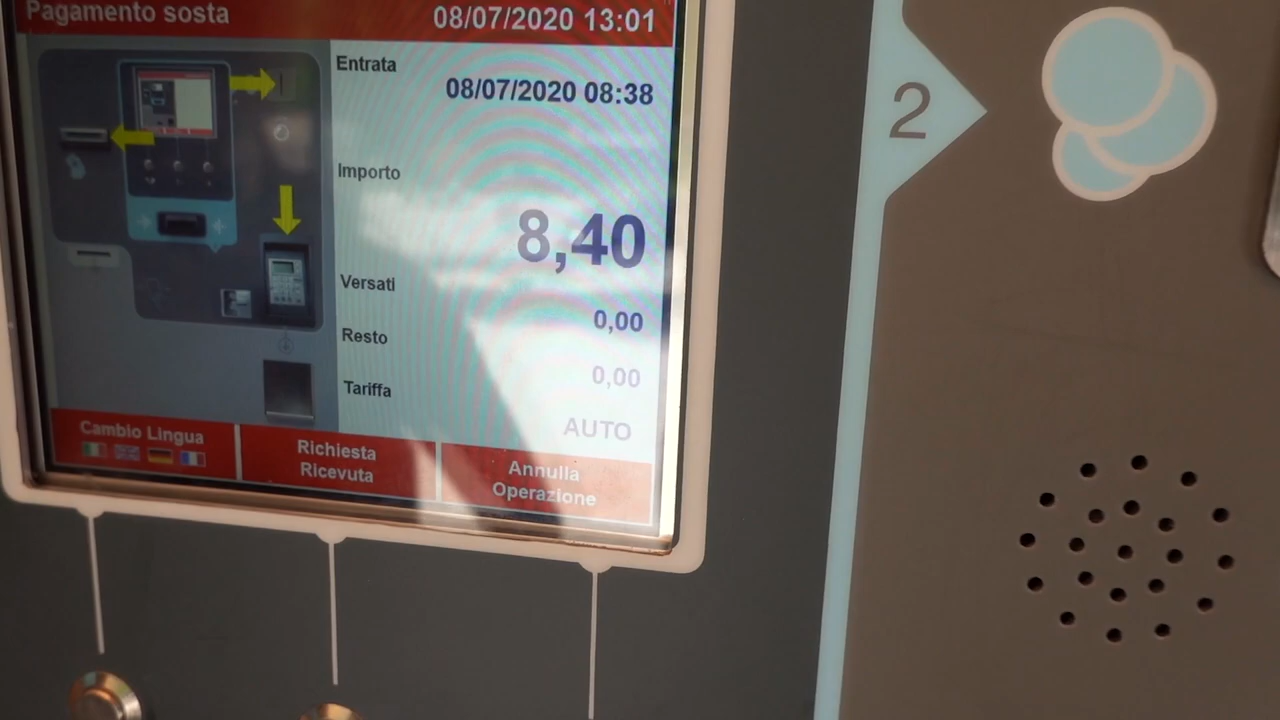 Pagamento sosta 08/07/2020 13:01
Entrata
08/07/2020 08:38
Importo
8,40
Versati
0,00
Resto
0,00
Tariffa
AUTO
Cambio Lingua
Richiesta
Ricevuta
Annulla
Operazione
2